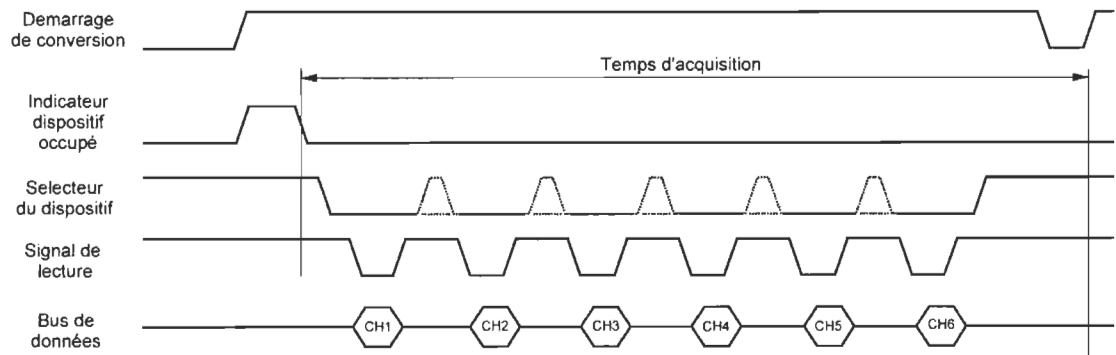 Demarrage
de conversion
Temps d'acquisition
Indicateur
dispositif
occupé
Selecteur
du dispositif
Signal de
lecture
Bus de
données
CH1
CH2
CH3
CH4
CH5
CH6